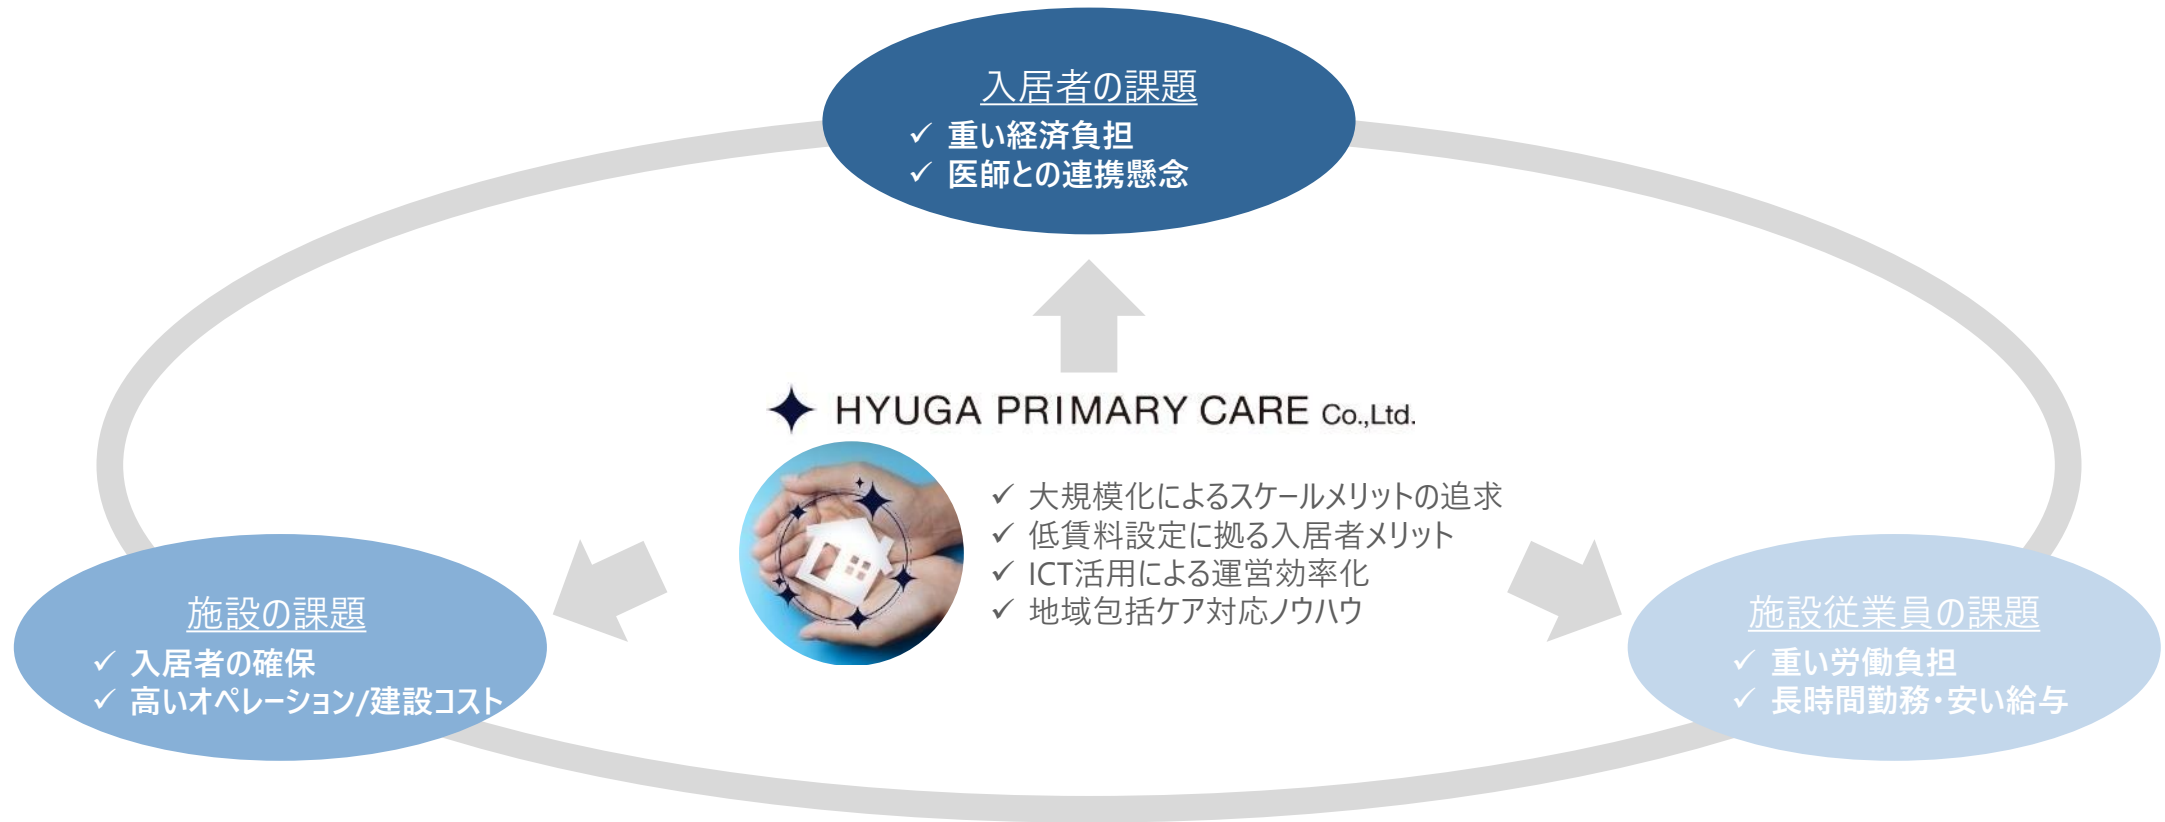 入居者の課題
✓ 重い経済負担
✓ 医師との連携懸念
HYUGA PRIMARY CARE Co.,Ltd.
✓ 大規模化によるスケールメリットの追求
✓ 低賃料設定に拠る入居者メリット
✓ ICT活用による運営効率化
✓ 地域包括ケア対応ノウハウ
施設の課題
✓ 入居者の確保
✓ 高いオペレーション/建設コスト
施設従業員の課題
✓ 重い労働負担
✓ 長時間勤務・安い給与